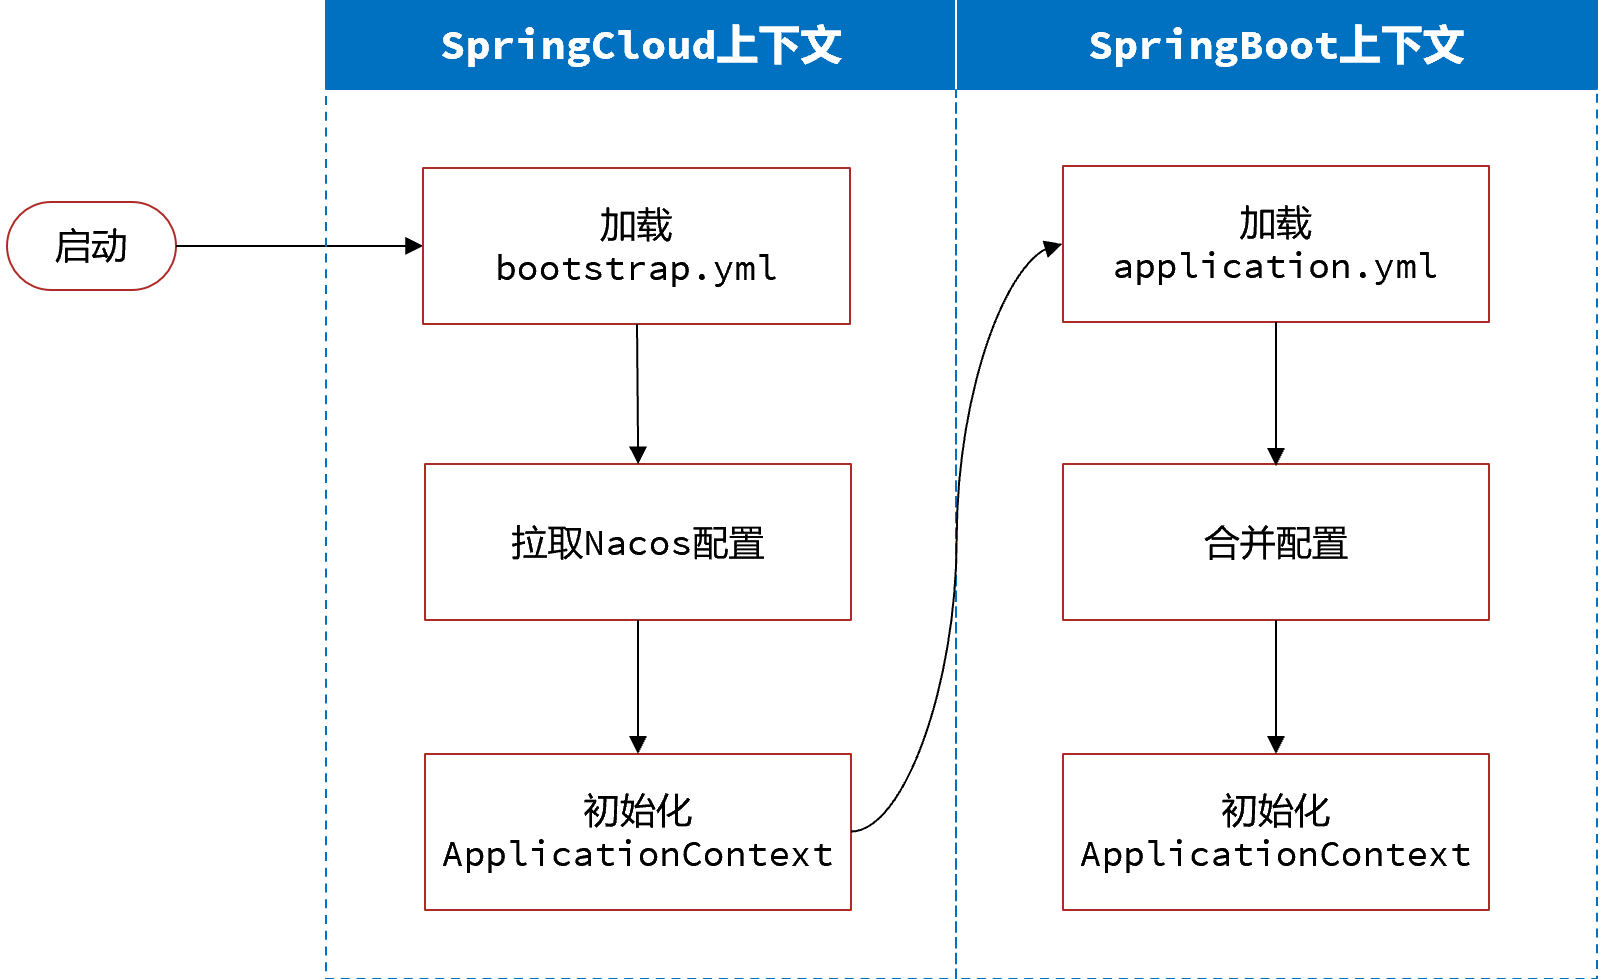 SpringCloud上下文
SpringBoot上下文
启动
加载
bootstrap.yml
拉取Nacos配置
初始化
ApplicationContext
加载
application.yml
合并配置
初始化
ApplicationContext